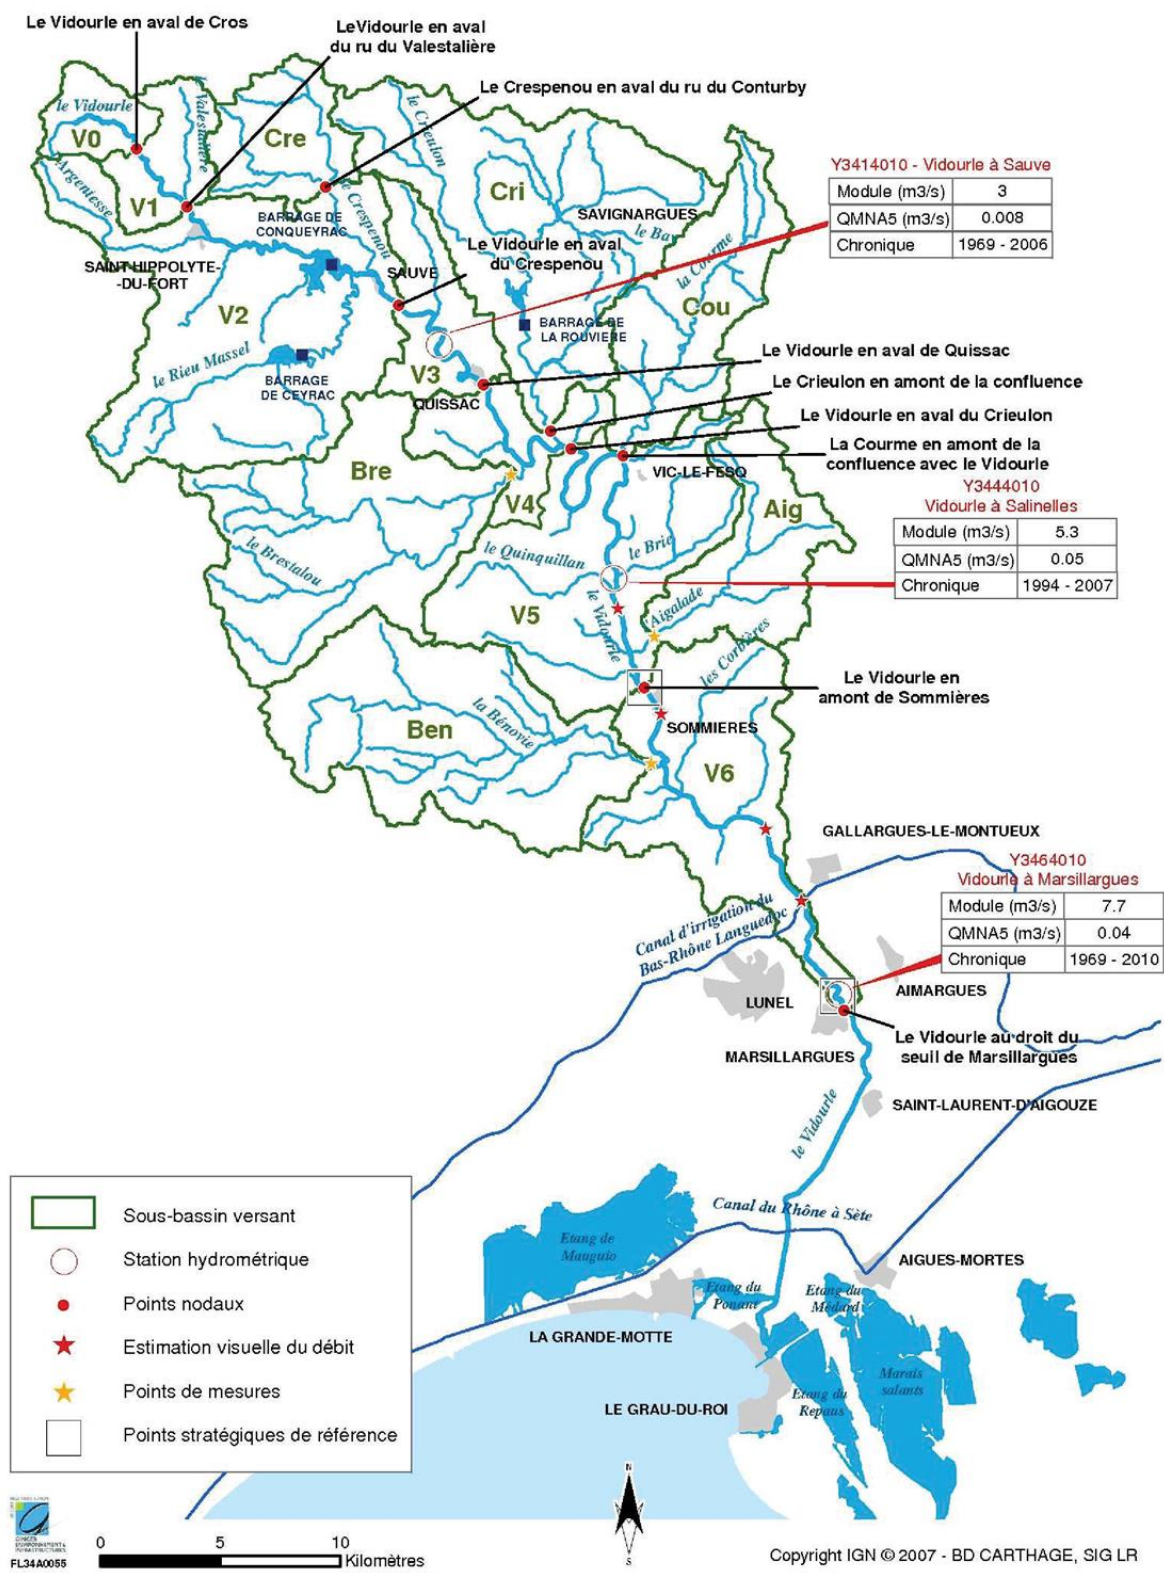 Le Vidourle en aval de Cros
LeVidourle en aval
du ru du Valestalière
Le Crespenou en aval du ru du Conturby
le Vidourle
le Valestalière
V0
Cre
le Crieulon
Argentesse
V1
Cri
Y3414010 - Vidourle à Sauve
Module (m3/s) 3
QMNA5 (m3/s) 0.008
Chronique 1969 - 2006
BARRAGE DE
CONQUEYRAC
le Crespenou
SAVIGNARGUES
le Bay
la Courme
Le Vidourle en aval
du Crespenou
SAINT-HIPPOLYTE-
-DU-FORT
SAUVE
V2
Cou
BARRAGE DE
LA ROUVIERE
le Rieu Massel
BARRAGE
DE CEYRAC
V3
QUISSAC
Le Vidourle en aval de Quissac
Le Crieulon en amont de la confluence
Le Vidourle en aval du Crieulon
La Courme en amont de la
confluence avec le Vidourle
Bre
VIC-LE-FESQ
V4
Aig
Y3444010
Vidourle à Salinelles
Module (m3/s) 5.3
QMNA5 (m3/s) 0.05
Chronique 1994 - 2007
le Brestalou
le Quinquillan
le Brie
V5
le Vidourle
l'Aigalade
les Corbières
Le Vidourle en
amont de Sommières
Ben
la Bénovie
SOMMIERES
V6
GALLARGUES-LE-MONTUEUX
Y3464010
Vidourle à Marsillargues
Module (m3/s) 7.7
QMNA5 (m3/s) 0.04
Chronique 1969 - 2010
Canal d'irrigation du
Bas-Rhône Languedoc
LUNEL
AIMARGUES
Le Vidourle au droit du
seuil de Marsillargues
MARSILLARGUES
SAINT-LAURENT-D'AIGOUZE
le Vidourle
Canal du Rhône à Sète
Etang de
Mauguio
AIGUES-MORTES
Etang du
Ponant
Etang du
Médard
LA GRANDE-MOTTE
Marais
salants
Etang du
Repaus
LE GRAU-DU-ROI
Sous-bassin versant
Station hydrométrique
Points nodaux
Estimation visuelle du débit
Points de mesures
Points stratégiques de référence
N
S
FL34A0055
0 5 10
Kilomètres
Copyright IGN © 2007 - BD CARTHAGE, SIG LR